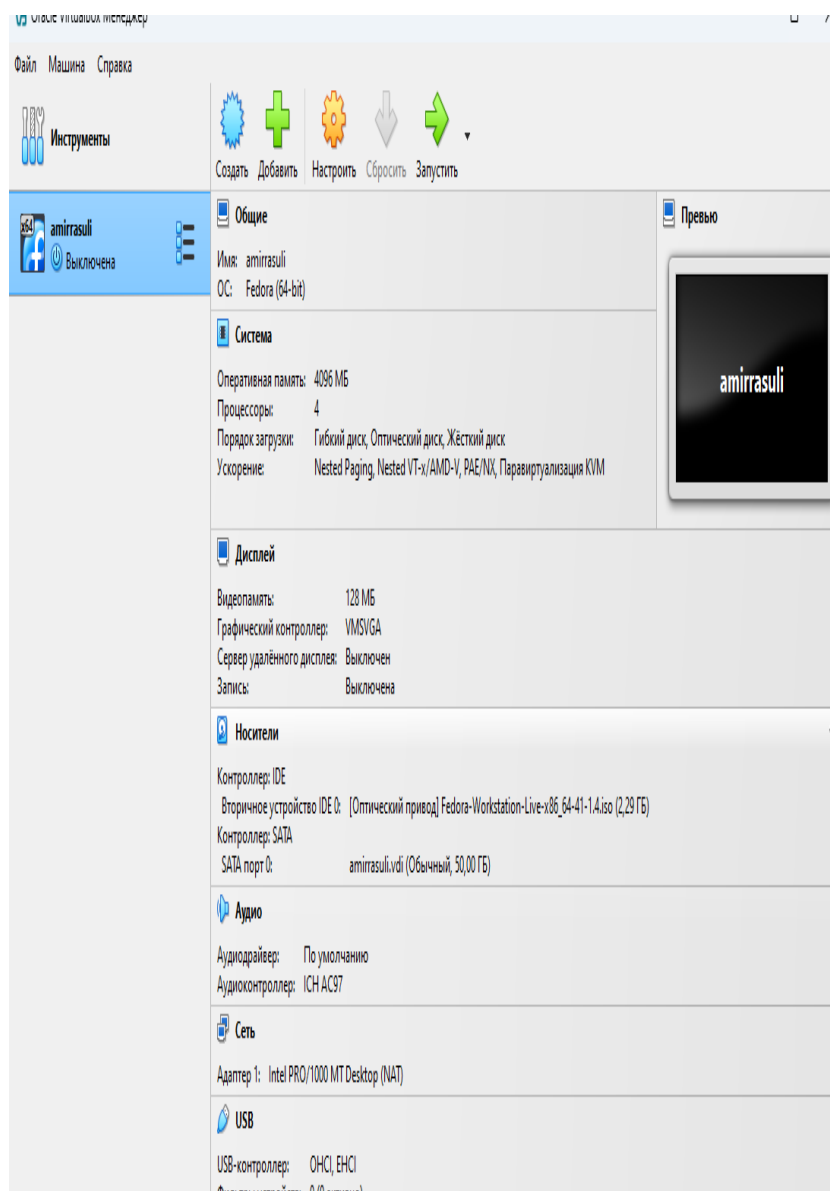 Oracle VirtualBox Менеджер
Файл Машина Справка
Инструменты
Создать Добавить Настроить Сбросить Запустить
x64
amirrasuli
Выключена
Общие
Имя: amirrasuli
ОС: Fedora (64-bit)
Превью
amirrasuli
Система
Оперативная память: 4096 МБ
Процессоры: 4
Порядок загрузки: Гибкий диск, Оптический диск, Жёсткий диск
Ускорение: Nested Paging, Nested VT-x/AMD-V, PAE/NX, Паравиртуализация KVM
Дисплей
Видеопамять: 128 МБ
Графический контроллер: VMSVGA
Сервер удалённого дисплея: Выключен
Запись: Выключена
Носители
Контроллер: IDE
Вторичное устройство IDE 0: [Оптический привод] Fedora-Workstation-Live-x86_64-41-1.4.iso (2,29 ГБ)
Контроллер: SATA
SATA порт 0: amirrasuli.vdi (Обычный, 50,00 ГБ)
Аудио
Аудиодрайвер: По умолчанию
Аудиоконтроллер: ICH AC97
Сеть
Адаптер 1: Intel PRO/1000 MT Desktop (NAT)
USB
USB-контроллер: OHCI, EHCI